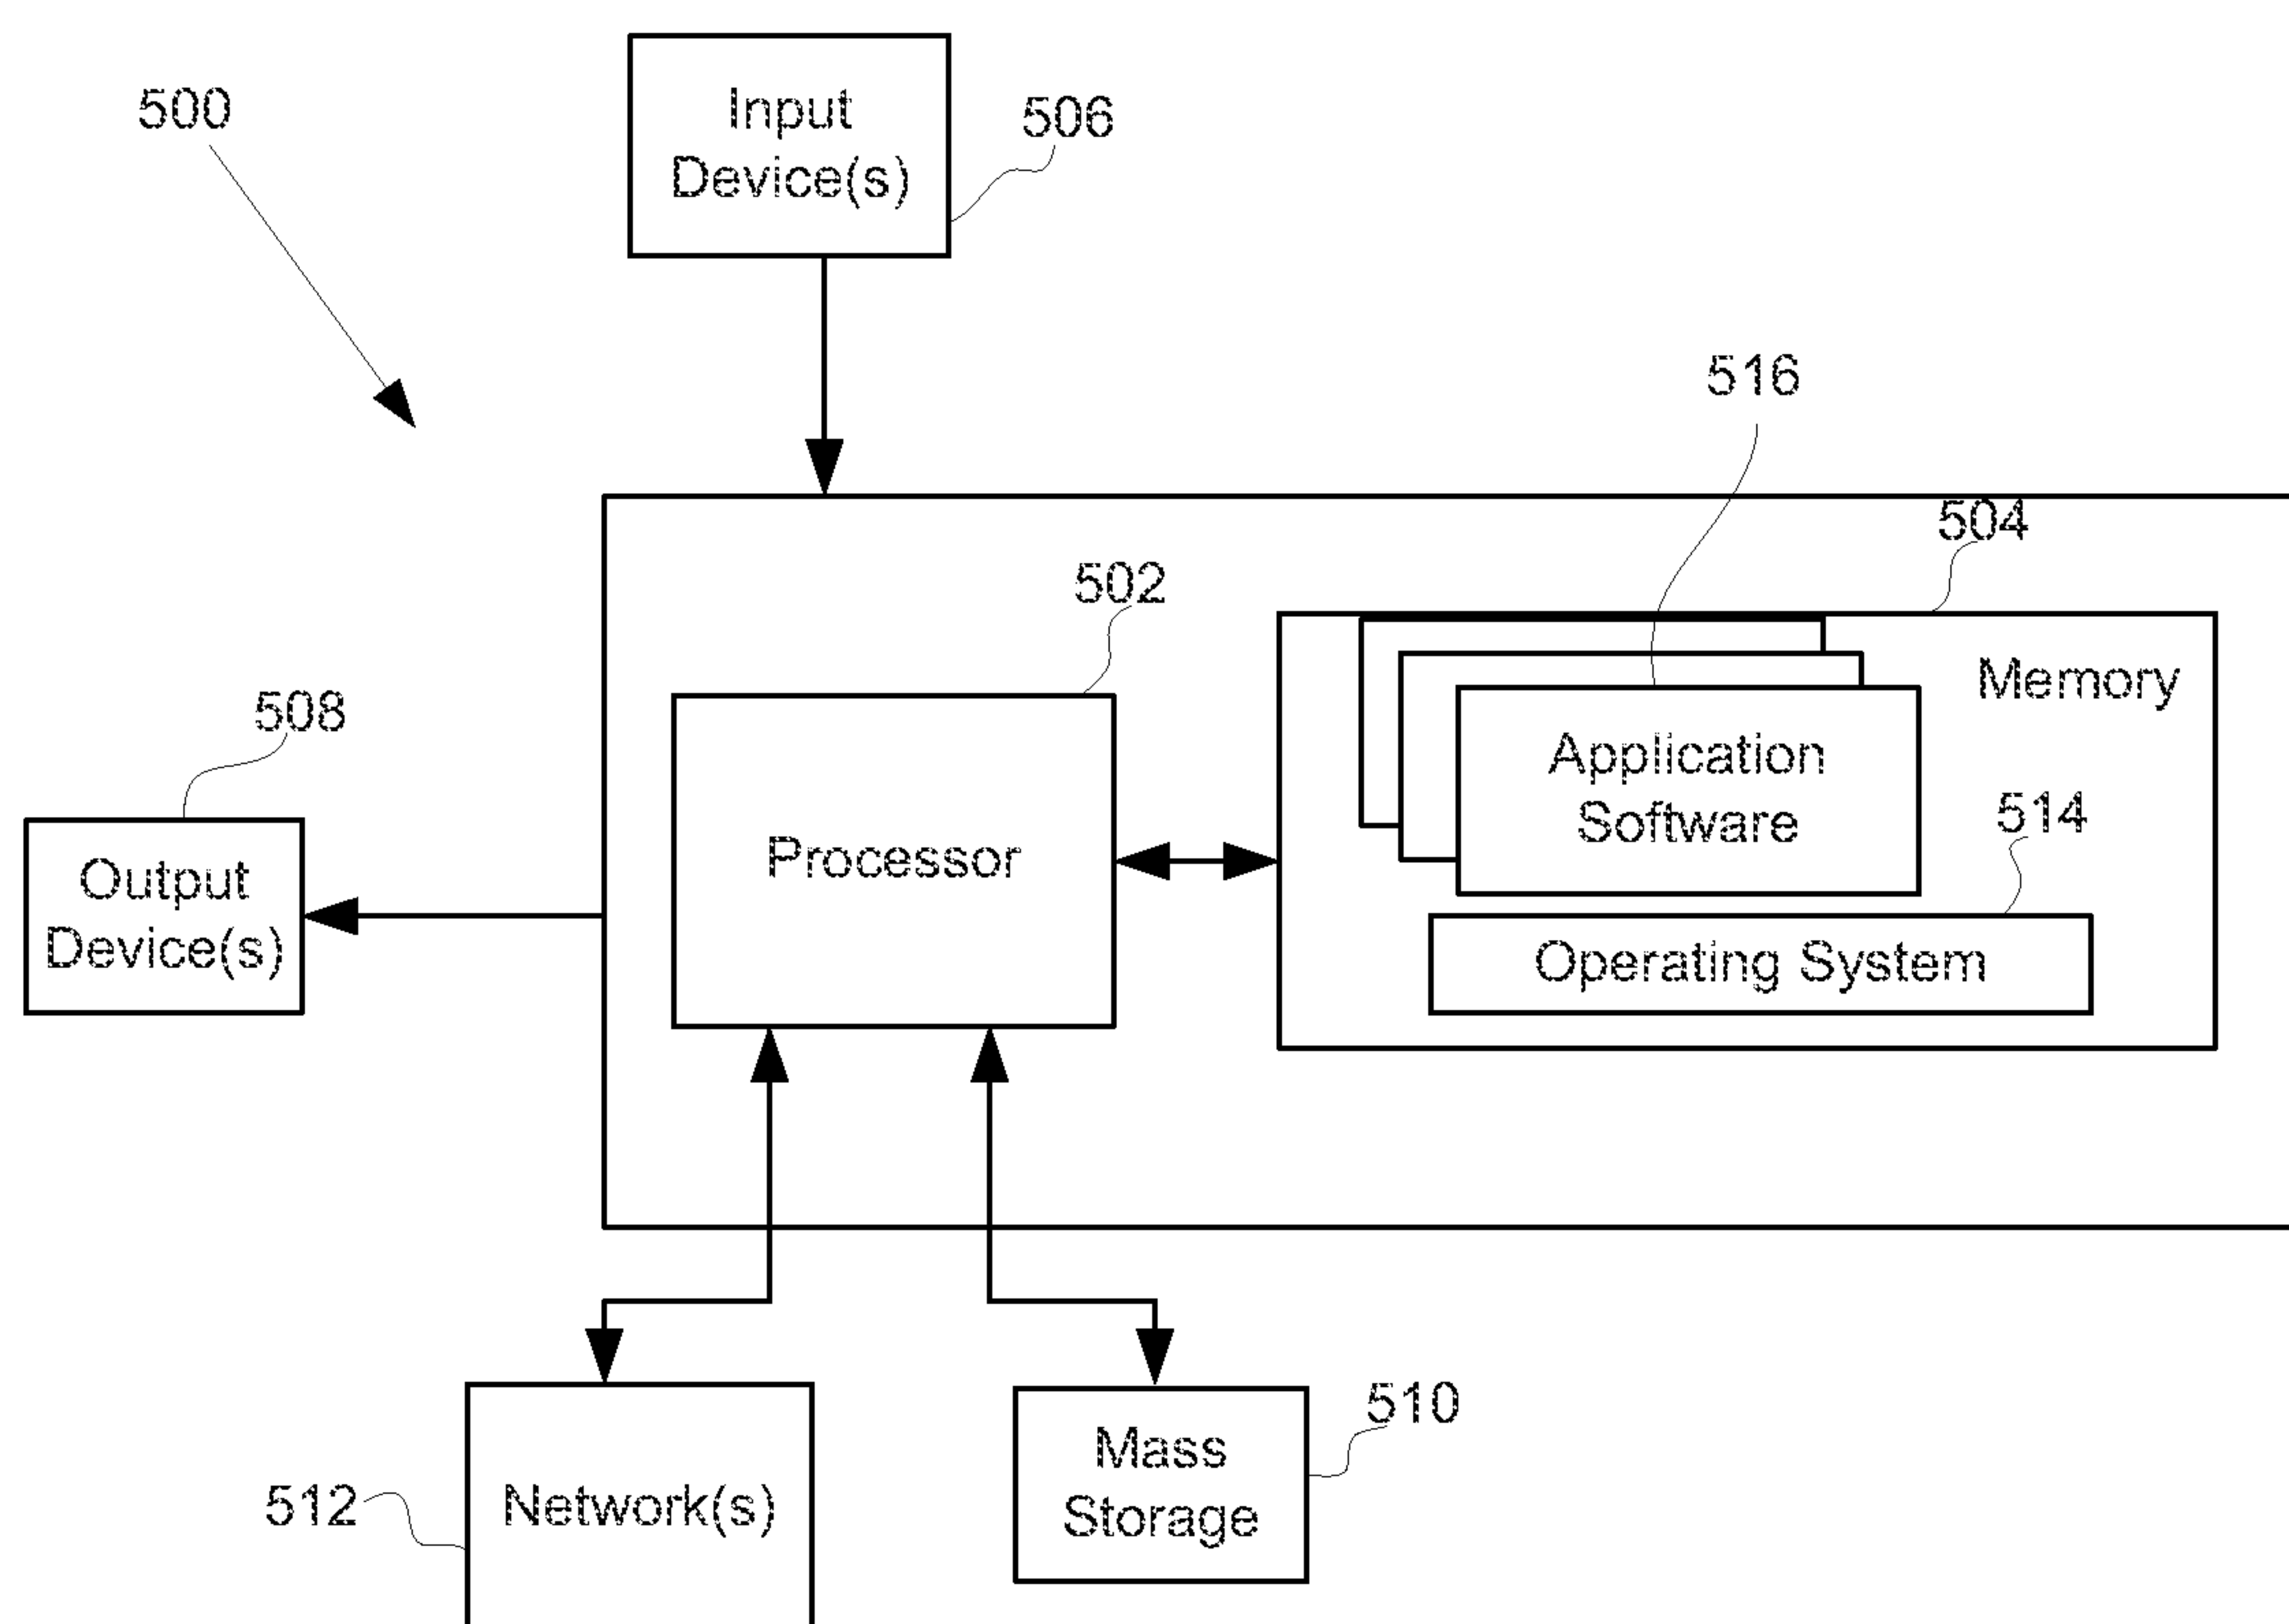 500
Input
Device(s)
506
516
504
502
Memory
508
Application
Software
514
Processor
Output
Device(s)
Operating System
510
Mass
Storage
512
Network(s)